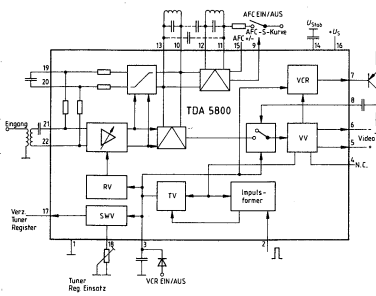 AFC EIN/AUS
AFC-S-Kurve
AFC +/-
U Stab
+US
13 10 12 11 15 9 14 16
19
20
TDA 5800
VCR
7
8
Eingang
21
22
VV
6
Video
5
+
4
N.C.
RV
Verz.
Tuner
Register
17
SWV
TV
Impuls-
former
1 18 3 2
Tuner
Reg. Einsatz
VCR EIN/AUS